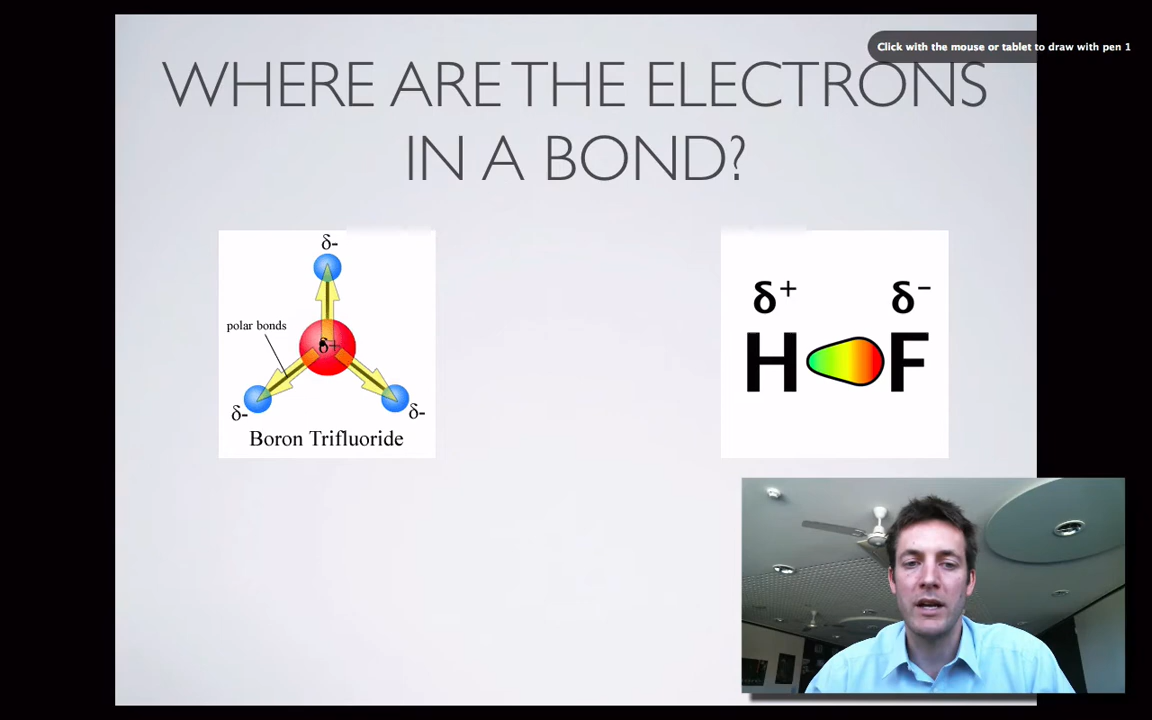 Click with the mouse or tablet to draw with pen 1
WHERE ARE THE ELECTRONS
IN A BOND?
δ-
polar bonds
δ+
δ-
δ-
Boron Trifluoride
δ+
δ−
H
F